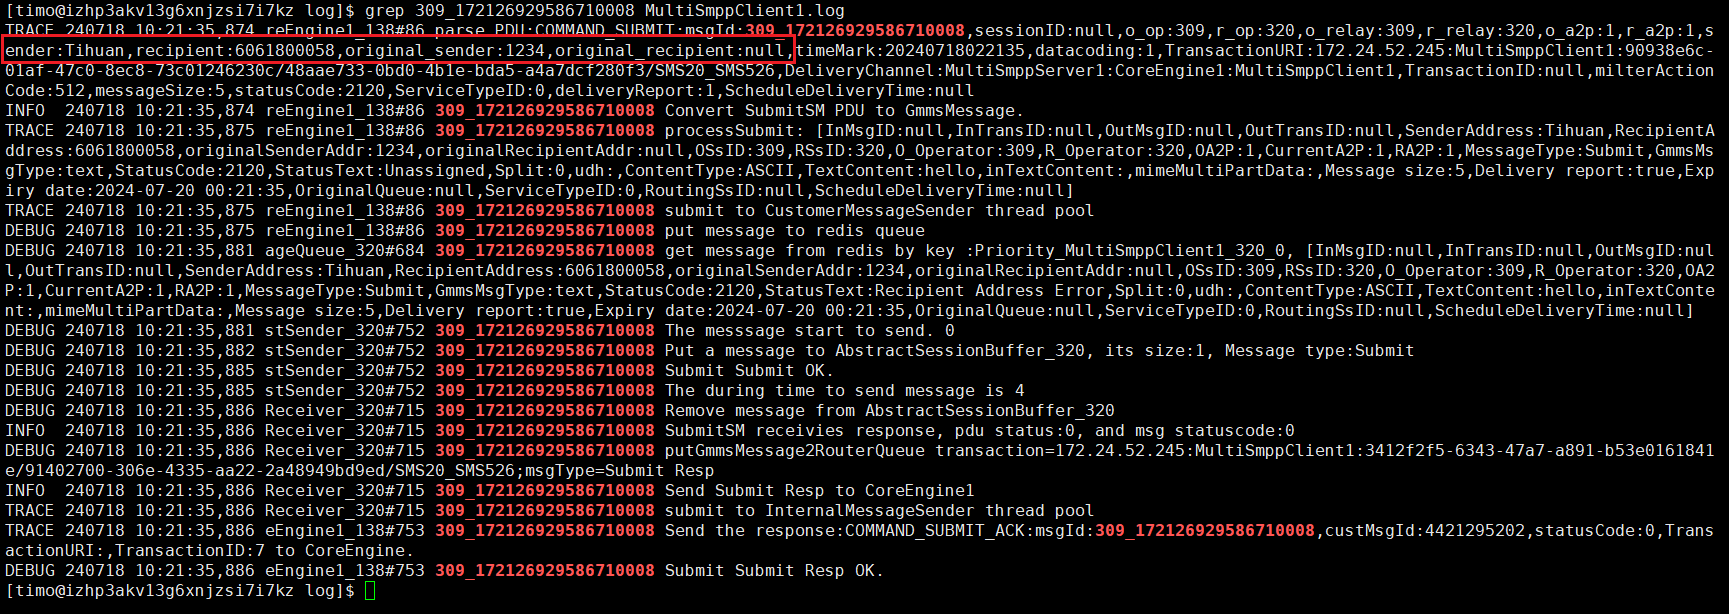 [timo@izhp3akv13g6xnjzsi7i7kz log]$ grep 309_172126929586710008 MultiSmppClient1.log
TRACE 240718 10:21:35,874 reEngine1_138#86 parse PDU:COMMAND_SUBMIT,msgId:309_172126929586710008,sessionID:null,o_op:309,r_op:320,o_relay:309,r_relay:320,o_a2p:1,r_a2p:1,s
ender:Tihuan,recipient:6061800058,original_sender:1234,original_recipient:null,timeMark:20240718022135,datacoding:1,TransactionURI:172.24.52.245:MultiSmppClient1:90938e6c-
01af-47c0-8ec8-73c01246230c/48aae733-0bd0-4b1e-bda5-a4a7dcf280f3/SMS20_SMS526,DeliveryChannel:MultiSmppServer1:CoreEngine1:MultiSmppClient1,TransactionID:null,milterAction
Code:512,messageSize:5,statusCode:2120,ServiceTypeID:0,deliveryReport:1,ScheduleDeliveryTime:null
INFO  240718 10:21:35,874 reEngine1_138#86 309_172126929586710008 Convert SubmitSM PDU to GmmsMessage.
TRACE 240718 10:21:35,875 reEngine1_138#86 309_172126929586710008 processSubmit: [InMsgID:null,InTransID:null,OutMsgID:null,OutTransID:null,SenderAddress:Tihuan,RecipientA
ddress:6061800058,originalSenderAddr:1234,originalRecipientAddr:null,OSsID:309,RSsID:320,O_Operator:309,R_Operator:320,OA2P:1,CurrentA2P:1,RA2P:1,MessageType:Submit,GmmsMs
gType:text,StatusCode:2120,StatusText:Unassigned,Split:0,udh:,ContentType:ASCII,TextContent:hello,inTextContent:,mimeMultiPartData:,Message size:5,Delivery report:true,Exp
iry date:2024-07-20 00:21:35,OriginalQueue:null,ServiceTypeID:0,RoutingSsID:null,ScheduleDeliveryTime:null]
TRACE 240718 10:21:35,875 reEngine1_138#86 309_172126929586710008 submit to CustomerMessageSender thread pool
DEBUG 240718 10:21:35,875 reEngine1_138#86 309_172126929586710008 put message to redis queue
DEBUG 240718 10:21:35,881 ageQueue_320#684 309_172126929586710008 get message from redis by key :Priority_MultiSmppClient1_320_0, [InMsgID:null,InTransID:null,OutMsgID:nul
l,OutTransID:null,SenderAddress:Tihuan,RecipientAddress:6061800058,originalSenderAddr:1234,originalRecipientAddr:null,OSsID:309,RSsID:320,O_Operator:309,R_Operator:320,OA2
P:1,CurrentA2P:1,RA2P:1,MessageType:Submit,GmmsMsgType:text,StatusCode:2120,StatusText:Recipient Address Error,Split:0,udh:,ContentType:ASCII,TextContent:hello,inTextConte
nt:,mimeMultiPartData:,Message size:5,Delivery report:true,Expiry date:2024-07-20 00:21:35,OriginalQueue:null,ServiceTypeID:0,RoutingSsID:null,ScheduleDeliveryTime:null]
DEBUG 240718 10:21:35,881 stSender_320#752 309_172126929586710008 The messsage start to send. 0
DEBUG 240718 10:21:35,882 stSender_320#752 309_172126929586710008 Put a message to AbstractSessionBuffer_320, its size:1, Message type:Submit
DEBUG 240718 10:21:35,885 stSender_320#752 309_172126929586710008 Submit Submit OK.
DEBUG 240718 10:21:35,885 stSender_320#752 309_172126929586710008 The during time to send message is 4
DEBUG 240718 10:21:35,886 Receiver_320#715 309_172126929586710008 Remove message from AbstractSessionBuffer_320
INFO  240718 10:21:35,886 Receiver_320#715 309_172126929586710008 SubmitSM receivies response, pdu status:0, and msg statuscode:0
DEBUG 240718 10:21:35,886 Receiver_320#715 309_172126929586710008 putGmmsMessage2RouterQueue transaction=172.24.52.245:MultiSmppClient1:3412f2f5-6343-47a7-a891-b53e0161841
e/91402700-306e-4335-aa22-2a48949bd9ed/SMS20_SMS526;msgType=Submit Resp
INFO  240718 10:21:35,886 Receiver_320#715 309_172126929586710008 Send Submit Resp to CoreEngine1
TRACE 240718 10:21:35,886 Receiver_320#715 309_172126929586710008 submit to InternalMessageSender thread pool
TRACE 240718 10:21:35,886 eEngine1_138#753 309_172126929586710008 Send the response:COMMAND_SUBMIT_ACK:msgId:309_172126929586710008,custMsgId:4421295202,statusCode:0,Trans
actionURI:,TransactionID:7 to CoreEngine.
DEBUG 240718 10:21:35,886 eEngine1_138#753 309_172126929586710008 Submit Submit Resp OK.
[timo@izhp3akv13g6xnjzsi7i7kz log]$